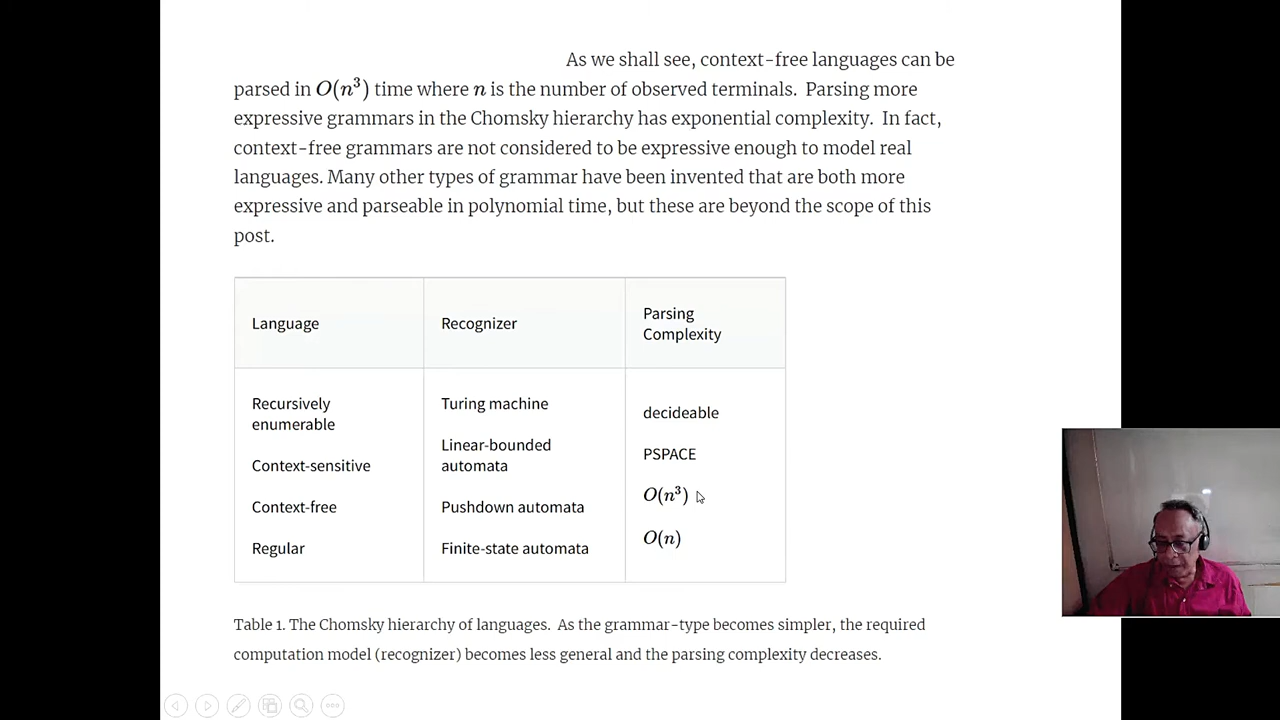 As we shall see, context-free languages can be
parsed in O(n³) time where n is the number of observed terminals. Parsing more
expressive grammars in the Chomsky hierarchy has exponential complexity. In fact,
context-free grammars are not considered to be expressive enough to model real
languages. Many other types of grammar have been invented that are both more
expressive and parseable in polynomial time, but these are beyond the scope of this
post.
Language
Recognizer
Parsing
Complexity
Recursively
enumerable
Turing machine
decideable
Context-sensitive
Linear-bounded
automata
PSPACE
Context-free
Pushdown automata
O(n³)
Regular
Finite-state automata
O(n)
Table 1. The Chomsky hierarchy of languages. As the grammar-type becomes simpler, the required
computation model (recognizer) becomes less general and the parsing complexity decreases.